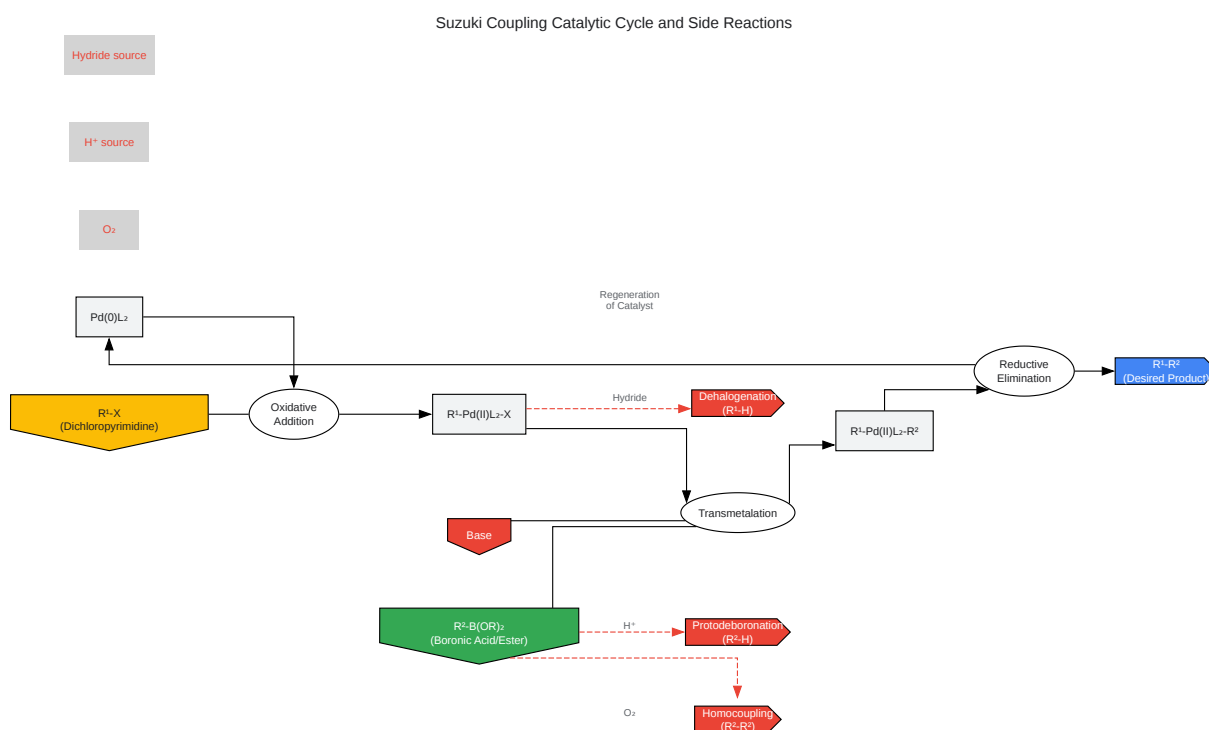 Suzuki Coupling Catalytic Cycle and Side Reactions
Hydride source
H⁺ source
O₂
Regeneration
of Catalyst
Pd(0)L₂
Reductive
Elimination
R¹-R²
(Desired Product)
R¹-X
(Dichloropyrimidine)
Oxidative
Addition
R¹-Pd(II)L₂-X
Hydride
Dehalogenation
(R¹-H)
R¹-Pd(II)L₂-R²
Transmetalation
Base
R²-B(OR)₂
(Boronic Acid/Ester)
H⁺
Protodeboronation
(R²-H)
O₂
Homocoupling
(R²-R²)